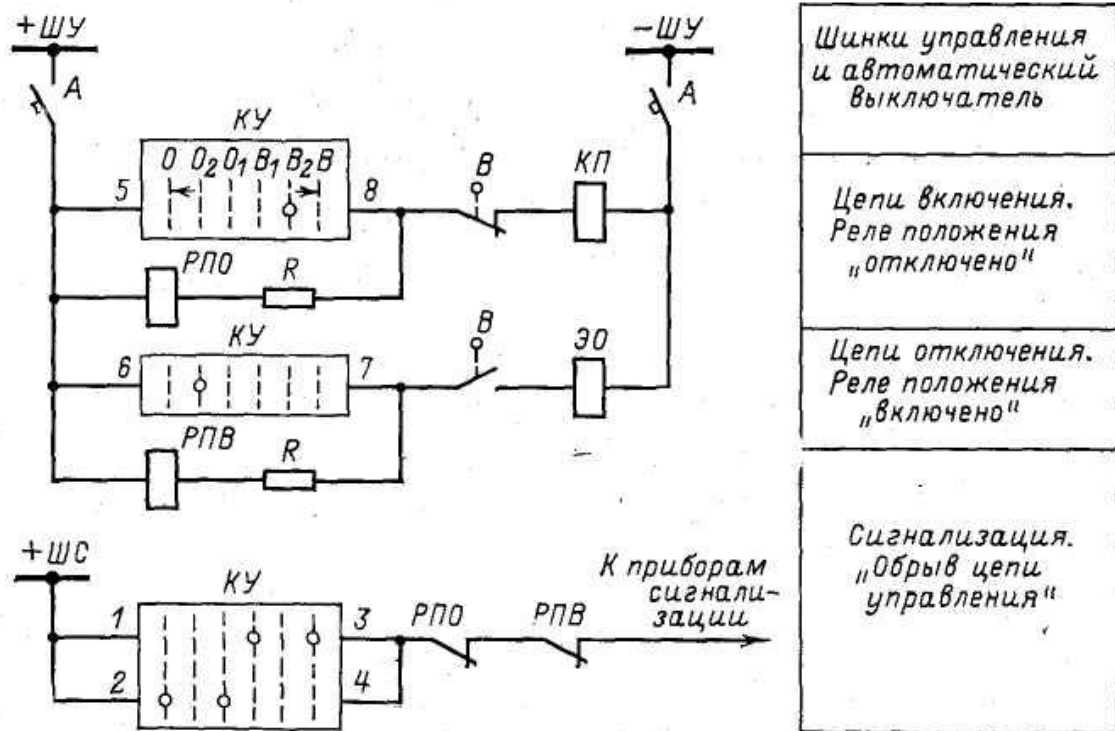 +ШУ
−ШУ
Шинки управления
и автоматический
выключатель
А
А
КУ
О О₂ О₁ В₁ В₂ В
5
8
В
КП
Цепи включения.
Реле положения
„отключено“
РПО
R
КУ
6
7
В
ЭО
Цепи отключения.
Реле положения
„включено“
РПВ
R
+ШС
КУ
К приборам
сигнали-
зации
Сигнализация.
„Обрыв цепи
управления“
1
3
РПО
РПВ
2
4